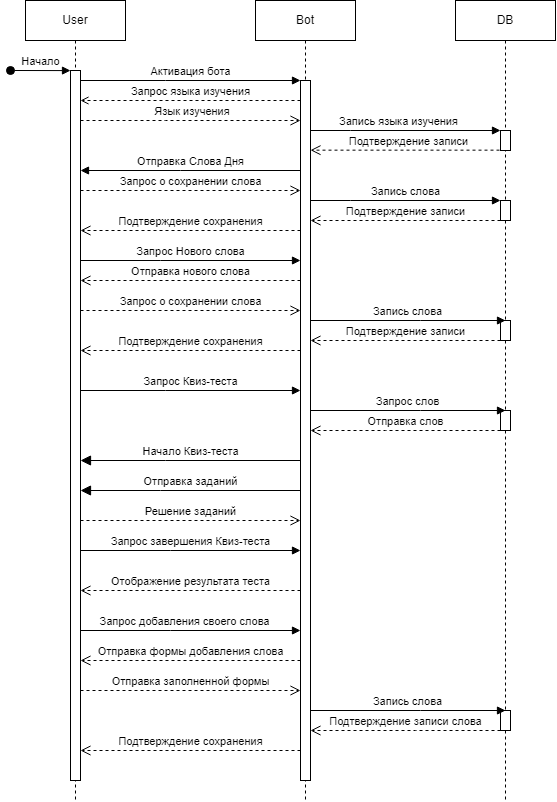 User
Bot
DB
Начало
Активация бота
Запрос языка изучения
Язык изучения
Запись языка изучения
Подтверждение записи
Отправка Слова Дня
Запрос о сохранении слова
Запись слова
Подтверждение записи
Подтверждение сохранения
Запрос Нового слова
Отправка нового слова
Запрос о сохранении слова
Запись слова
Подтверждение записи
Подтверждение сохранения
Запрос Квиз-теста
Запрос слов
Отправка слов
Начало Квиз-теста
Отправка заданий
Решение заданий
Запрос завершения Квиз-теста
Отображение результата теста
Запрос добавления своего слова
Отправка формы добавления слова
Отправка заполненной формы
Запись слова
Подтверждение записи слова
Подтверждение сохранения